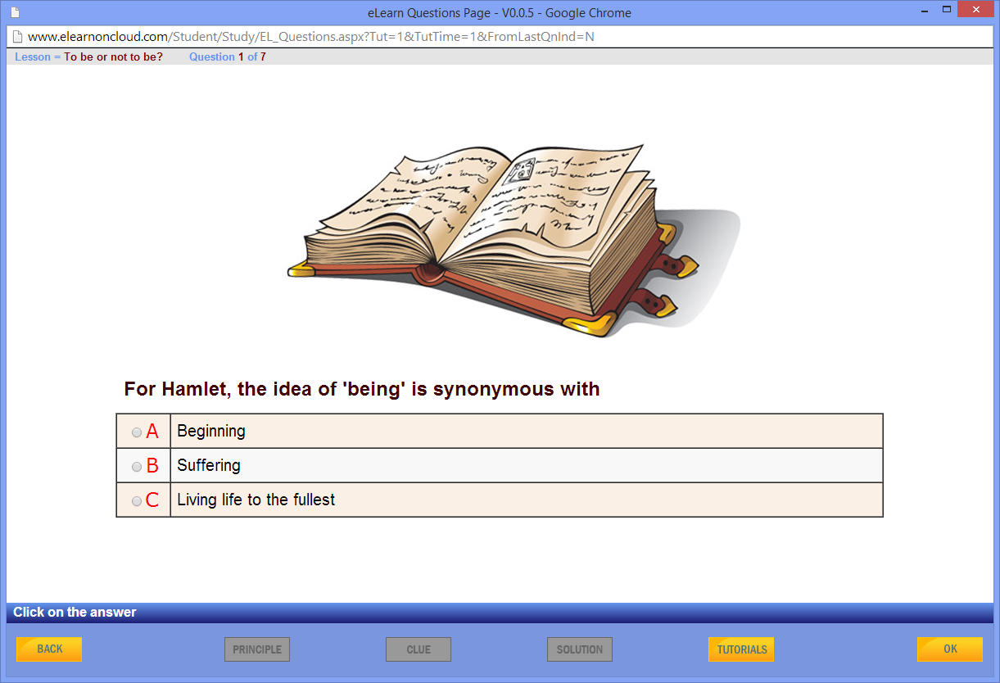 eLearn Questions Page - V0.0.5 - Google Chrome
www.elearnoncloud.com/Student/Study/EL_Questions.aspx?Tut=1&TutTime=1&FromLastQnInd=N
Lesson = To be or not to be? Question 1 of 7
For Hamlet, the idea of 'being' is synonymous with
A Beginning
B Suffering
C Living life to the fullest
Click on the answer
BACK PRINCIPLE CLUE SOLUTION TUTORIALS OK